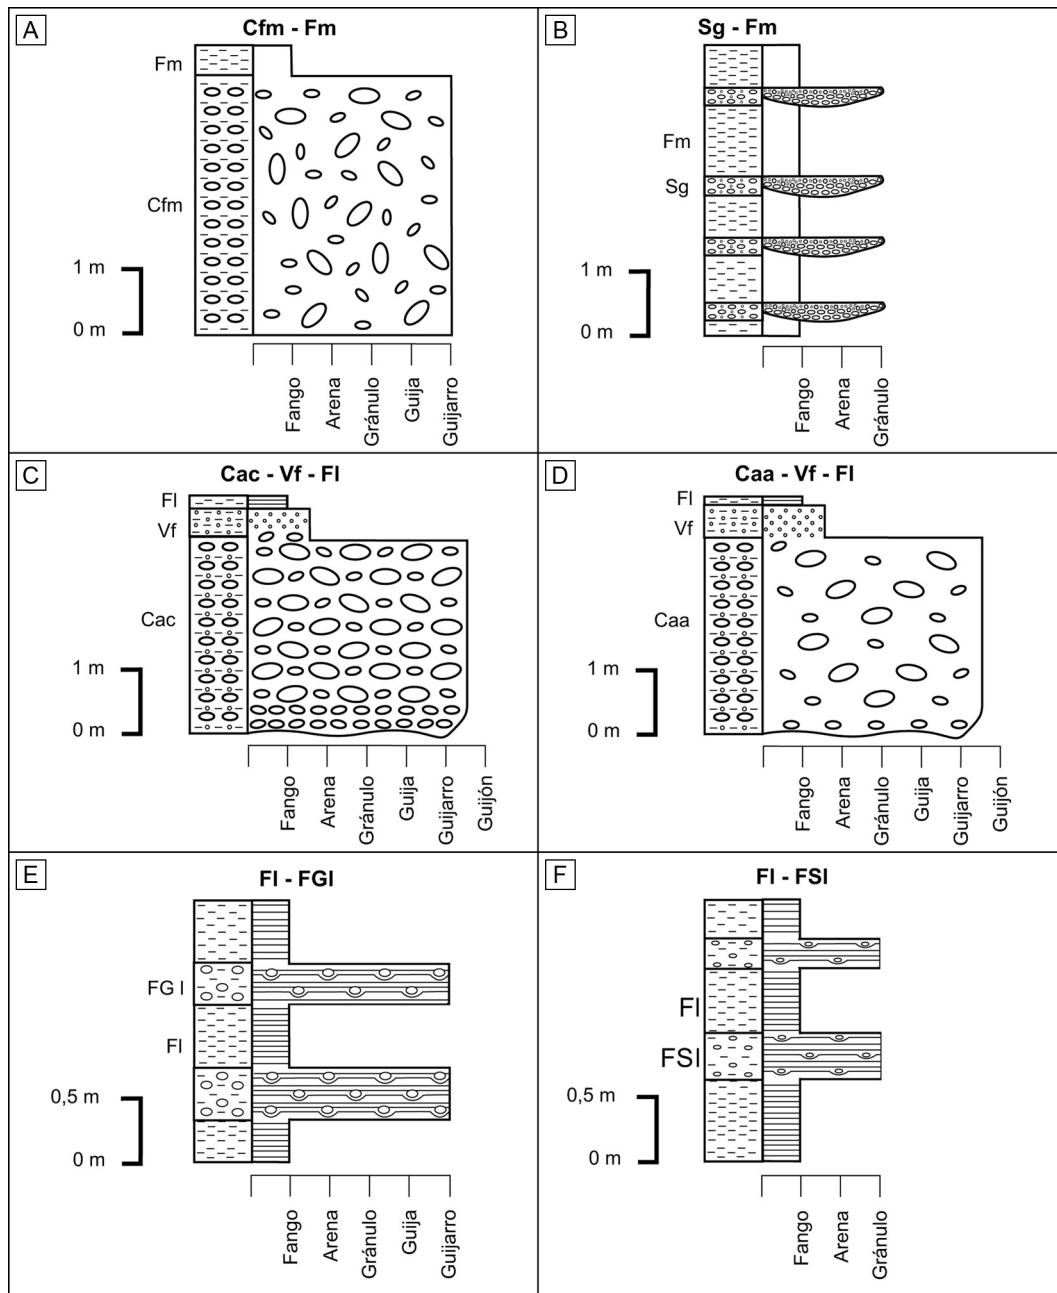 A
Cfm - Fm
Fm
Cfm
1 m
0 m
Fango
Arena
Gránulo
Guija
Guijarro
B
Sg - Fm
Fm
Sg
1 m
0 m
Fango
Arena
Gránulo
C
Cac - Vf - Fl
Fl
Vf
Cac
1 m
0 m
Fango
Arena
Gránulo
Guija
Guijarro
Guijón
D
Caa - Vf - Fl
Fl
Vf
Caa
1 m
0 m
Fango
Arena
Gránulo
Guija
Guijarro
Guijón
E
Fl - FGl
FG l
Fl
0,5 m
0 m
Fango
Arena
Gránulo
Guija
Guijarro
F
Fl - FSl
Fl
FSl
0,5 m
0 m
Fango
Arena
Gránulo